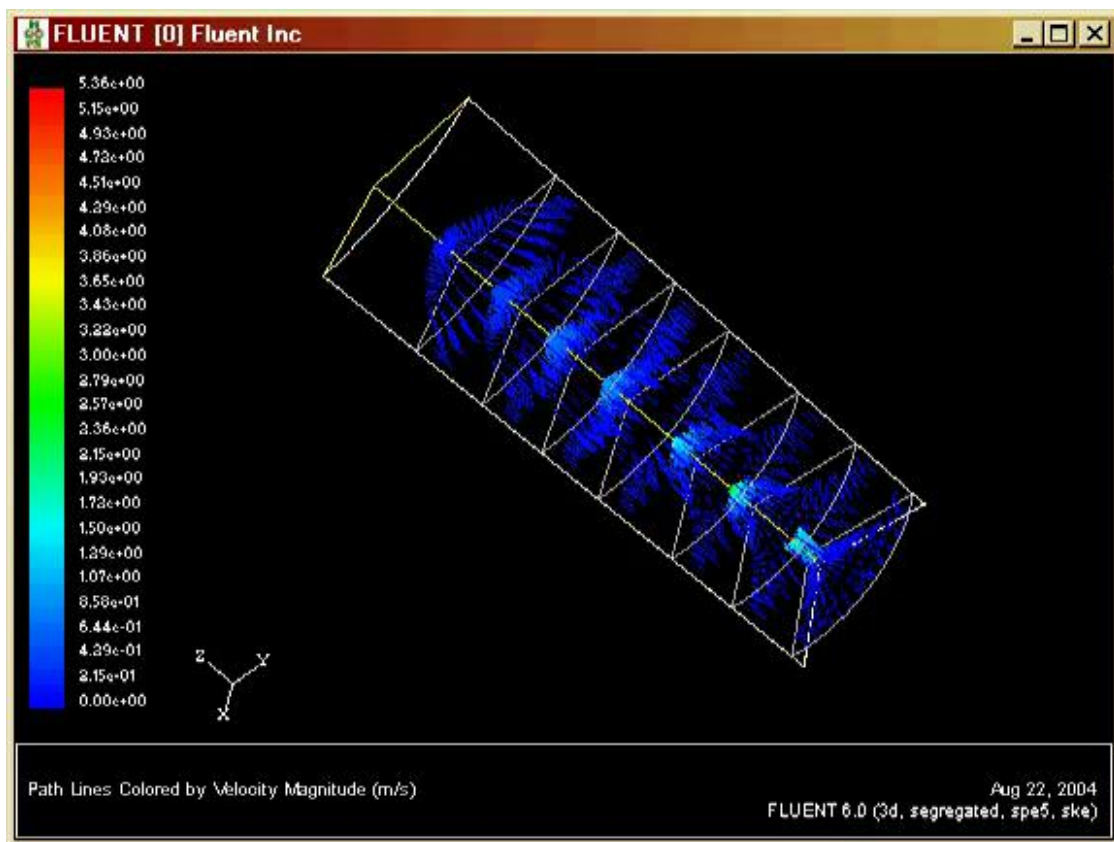 FLUENT [0] Fluent Inc
5.36e+00
5.15e+00
4.93e+00
4.72e+00
4.51e+00
4.29e+00
4.08e+00
3.86e+00
3.65e+00
3.43e+00
3.22e+00
3.00e+00
2.79e+00
2.57e+00
2.36e+00
2.15e+00
1.93e+00
1.72e+00
1.50e+00
1.29e+00
1.07e+00
8.58e-01
6.44e-01
4.29e-01
2.15e-01
0.00e+00
Z
Y
X
Path Lines Colored by Velocity Magnitude (m/s)
Aug 22, 2004
FLUENT 6.0 (3d, segregated, spe5, ske)